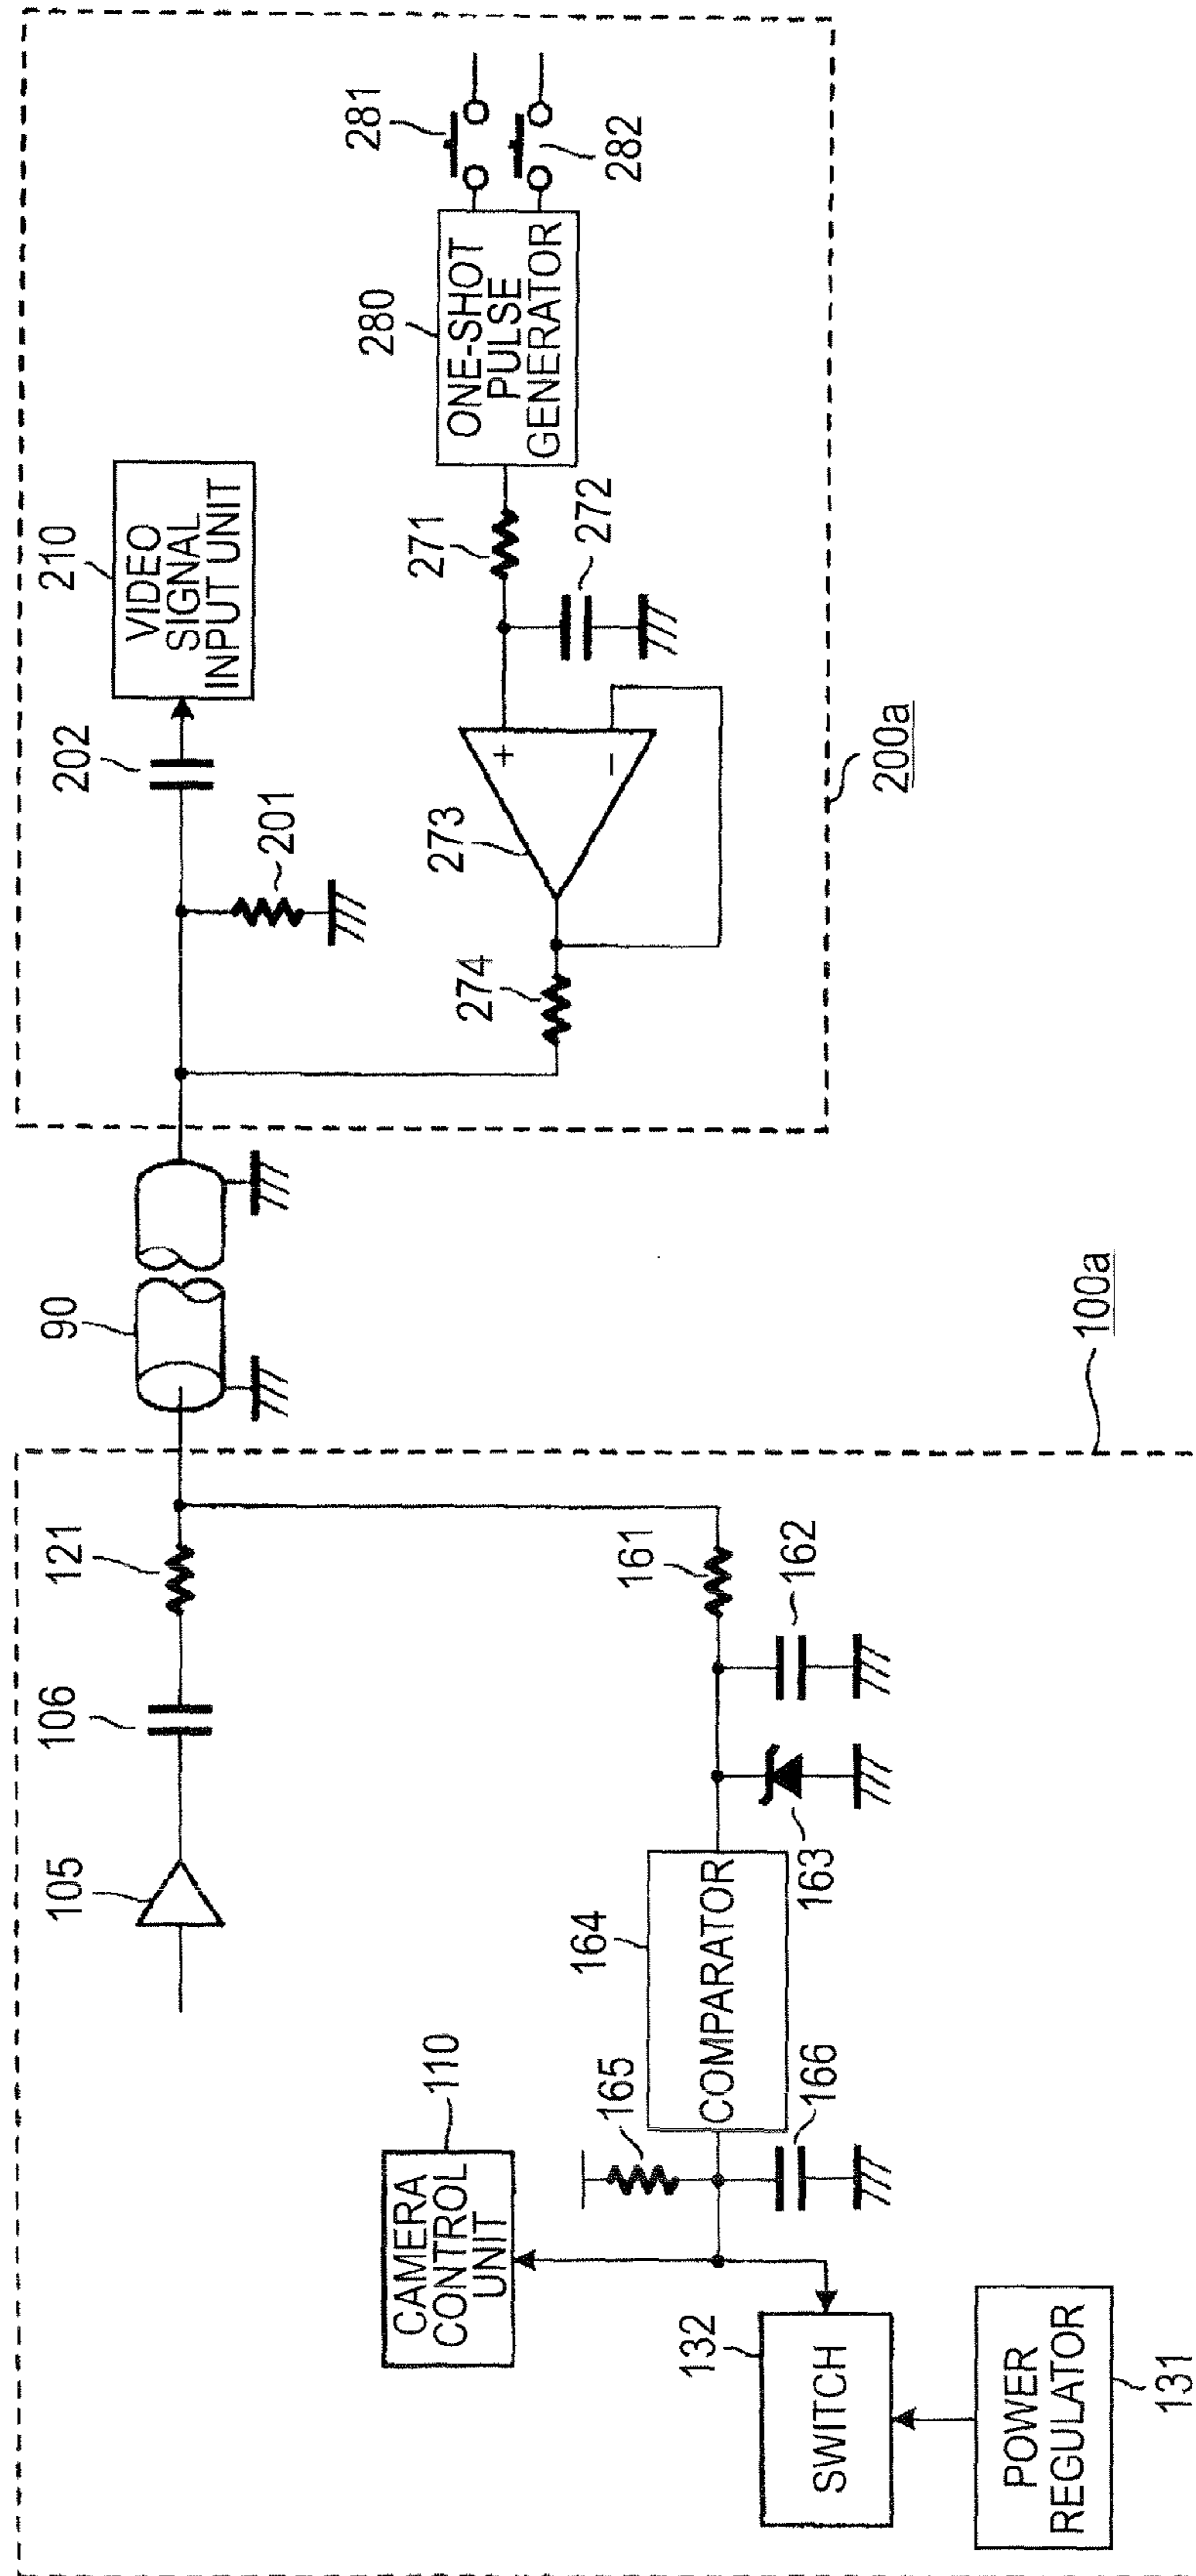 281
282
280
ONE-SHOT
PULSE
GENERATOR
210
VIDEO
SIGNAL
INPUT UNIT
202
201
271
272
273
+
−
274
200a
90
100a
121
106
105
161
162
163
164
COMPARATOR
165
166
110
CAMERA
CONTROL
UNIT
132
SWITCH
POWER
REGULATOR
131